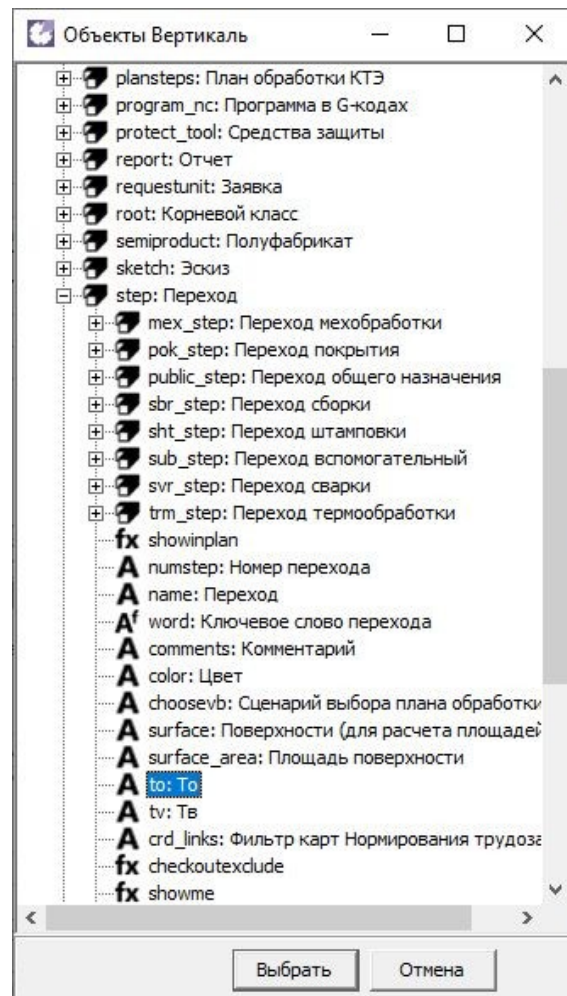 Объекты Вертикаль
plansteps: План обработки КТЭ
program_nc: Программа в G-кодах
protect_tool: Средства защиты
report: Отчет
requestunit: Заявка
root: Корневой класс
semiproduct: Полуфабрикат
sketch: Эскиз
step: Переход
mex_step: Переход мехобработки
pok_step: Переход покрытия
public_step: Переход общего назначения
sbr_step: Переход сборки
sht_step: Переход штамповки
sub_step: Переход вспомогательный
svr_step: Переход сварки
trm_step: Переход термообработки
fx showinplan
A numstep: Номер перехода
A name: Переход
Af word: Ключевое слово перехода
A comments: Комментарий
A color: Цвет
A choosevb: Сценарий выбора плана обработки
A surface: Поверхности (для расчета площадей
A surface_area: Площадь поверхности
A to: То
A tv: Тв
A crd_links: Фильтр карт Нормирования трудоза
fx checkoutexclude
fx showme
Выбрать Отмена